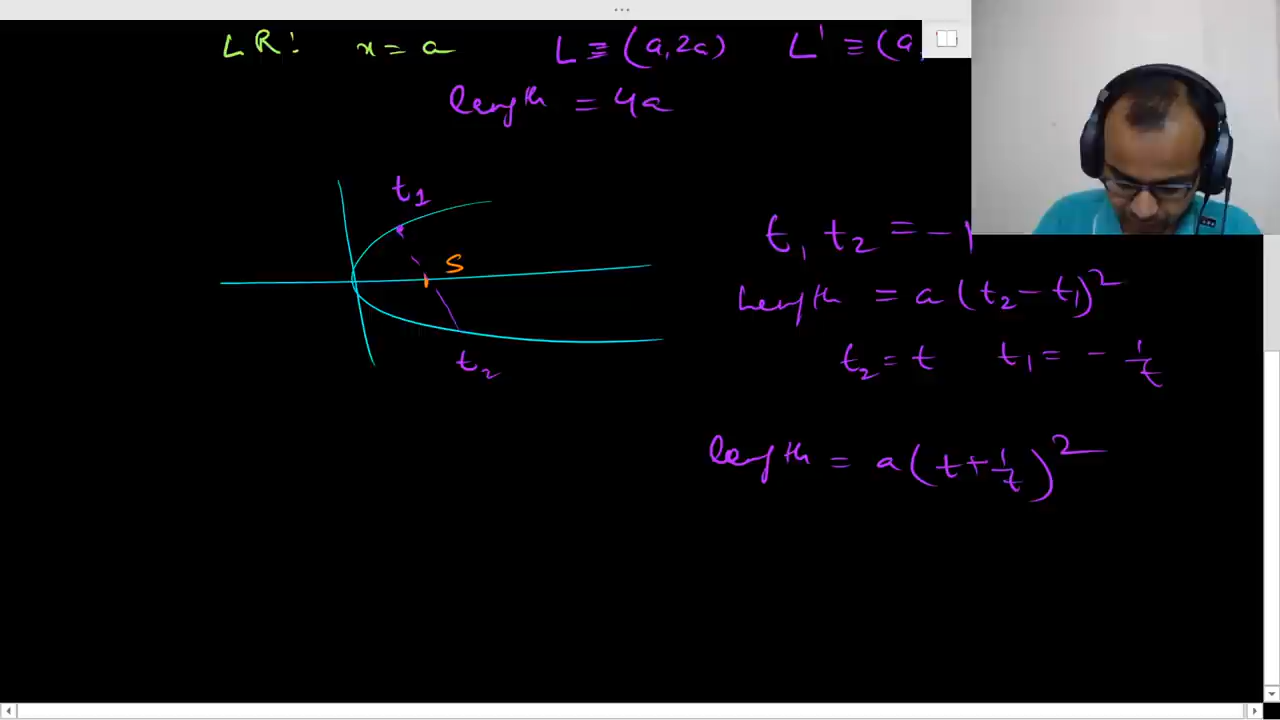 LR: x = a L ≡ (a, 2a) L' ≡ (a,
length = 4a
t₁
S
t₂
t₁ t₂ = -1
length = a(t₂ - t₁)²
t₂ = t t₁ = - 1/t
length = a(t + 1/t)²